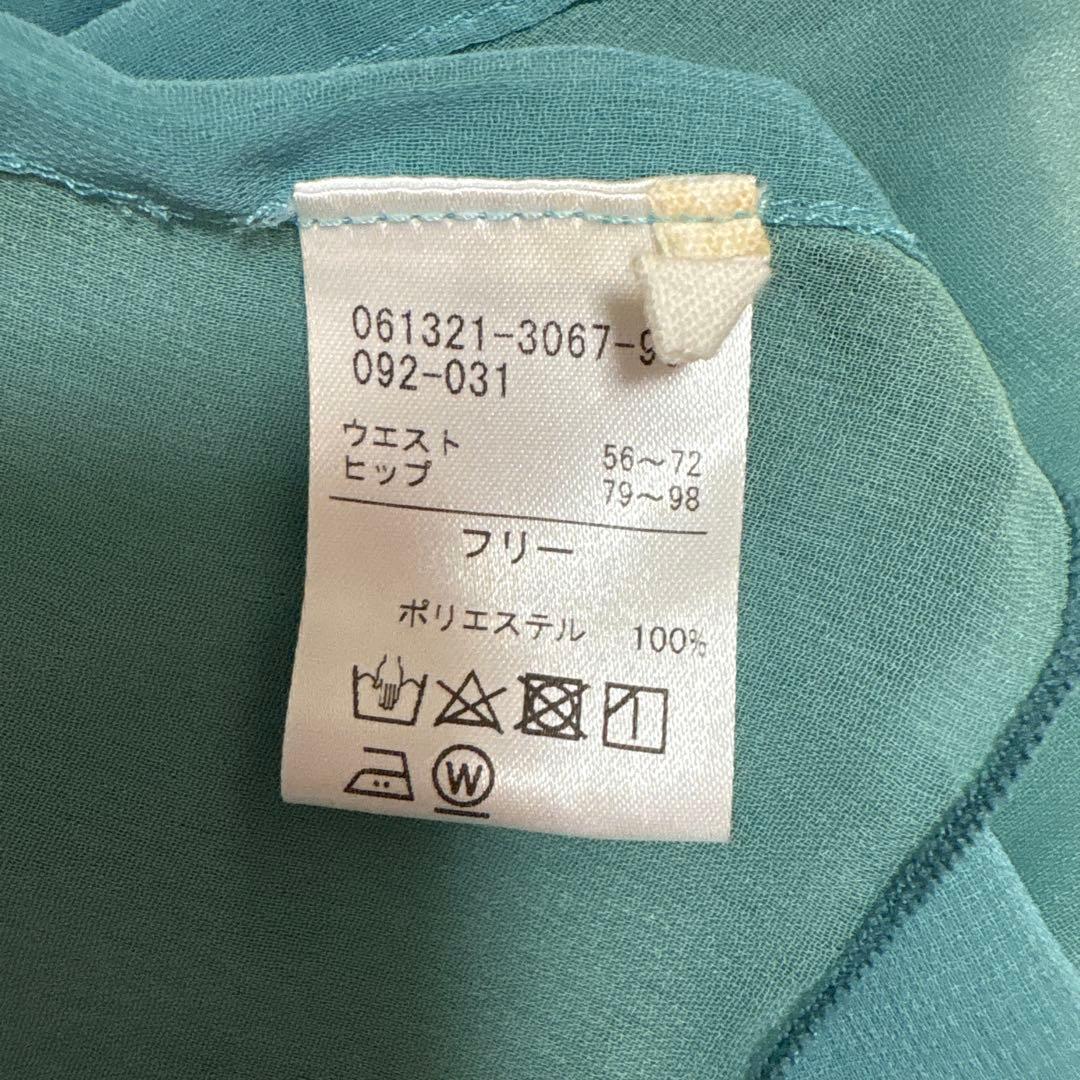 061321-3067-9
092-031
ウエスト 56～72
ヒップ 79～98
フリー
ポリエステル 100%
W